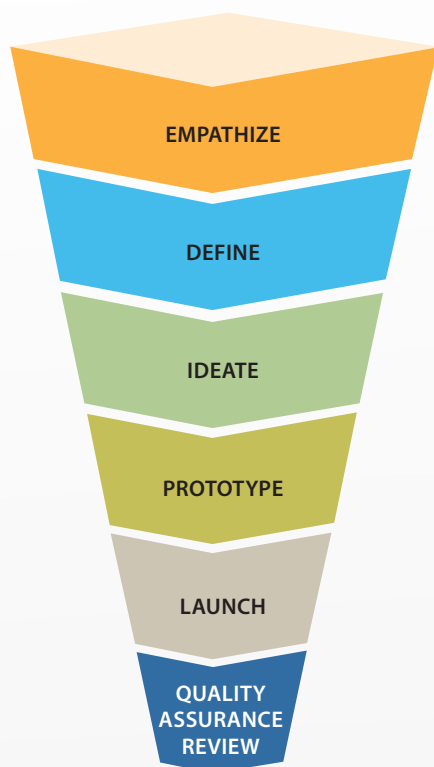 EMPATHIZE
DEFINE
IDEATE
PROTOTYPE
LAUNCH
QUALITY
ASSURANCE
REVIEW